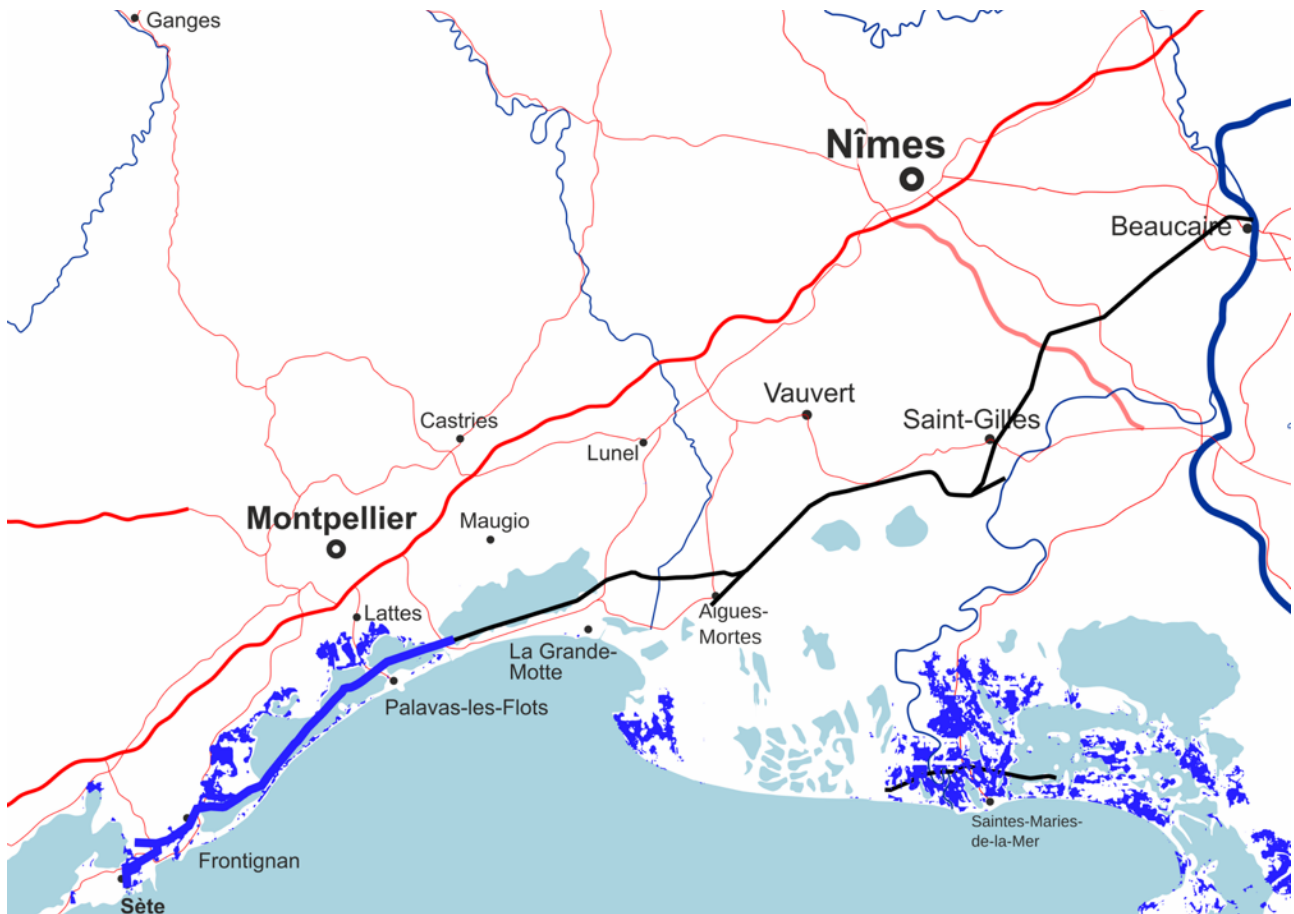 Ganges
Nîmes
Beaucaire
Vauvert
Castries
Saint-Gilles
Lunel
Montpellier
Maugio
Lattes
Aigues-
Mortes
La Grande-
Motte
Palavas-les-Flots
Saintes-Maries-
de-la-Mer
Frontignan
Sète